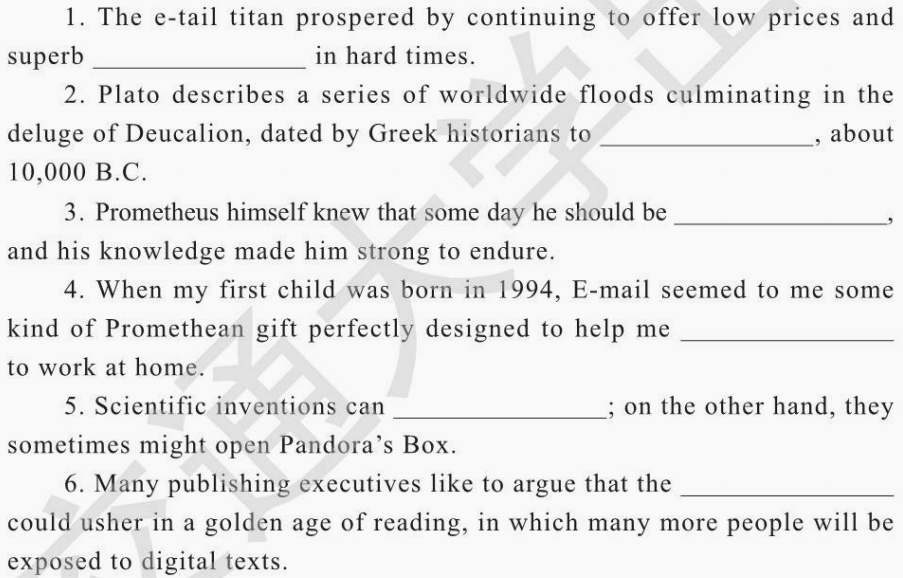 1. The e-tail titan prospered by continuing to offer low prices and
superb ________________ in hard times.
2. Plato describes a series of worldwide floods culminating in the
deluge of Deucalion, dated by Greek historians to ________________, about
10,000 B.C.
3. Prometheus himself knew that some day he should be ________________,
and his knowledge made him strong to endure.
4. When my first child was born in 1994, E-mail seemed to me some
kind of Promethean gift perfectly designed to help me ________________
to work at home.
5. Scientific inventions can ________________; on the other hand, they
sometimes might open Pandora’s Box.
6. Many publishing executives like to argue that the ________________
could usher in a golden age of reading, in which many more people will be
exposed to digital texts.
交通大学出